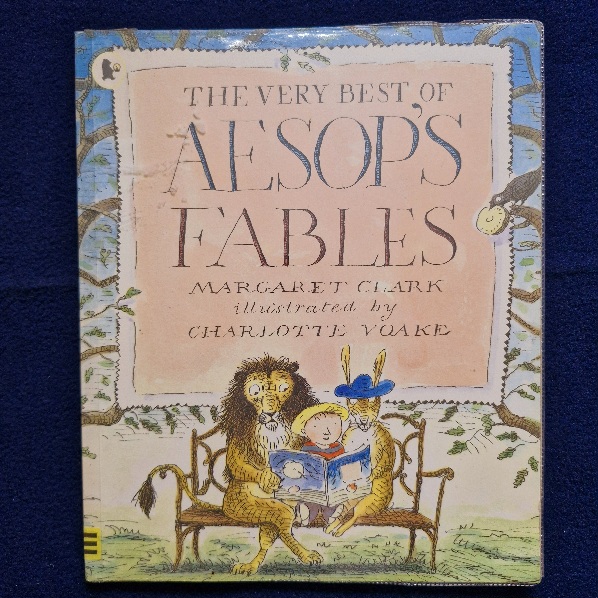 THE VERY BEST OF
AESOP'S
FABLES
MARGARET CLARK
illustrated by
CHARLOTTE VOAKE